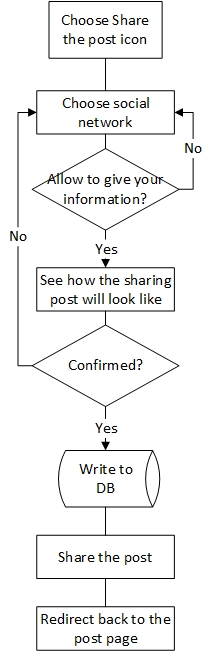 Choose Share
the post icon
Choose social
network
No
Allow to give your
information?
No
Yes
See how the sharing
post will look like
Confirmed?
Yes
Write to
DB
Share the post
Redirect back to the
post page